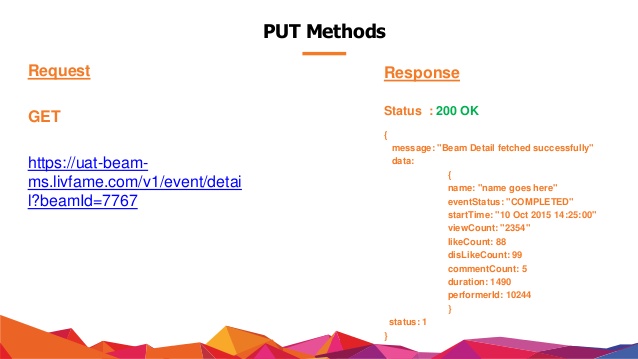 PUT Methods
Request
GET
https://uat-beam-
ms.livfame.com/v1/event/detai
l?beamId=7767
Response
Status : 200 OK
{
message: "Beam Detail fetched successfully"
data:
{
name: "name goes here"
eventStatus: "COMPLETED"
startTime: "10 Oct 2015 14:25:00"
viewCount: "2354"
likeCount: 88
disLikeCount: 99
commentCount: 5
duration: 1490
performerId: 10244
}
status: 1
}